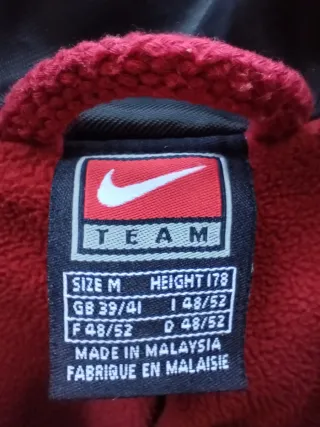 TEAM
SIZE M HEIGHT 178
GB 39/41 I 48/52
F 48/52 D 48/52
MADE IN MALAYSIA
FABRIQUE EN MALAISIE